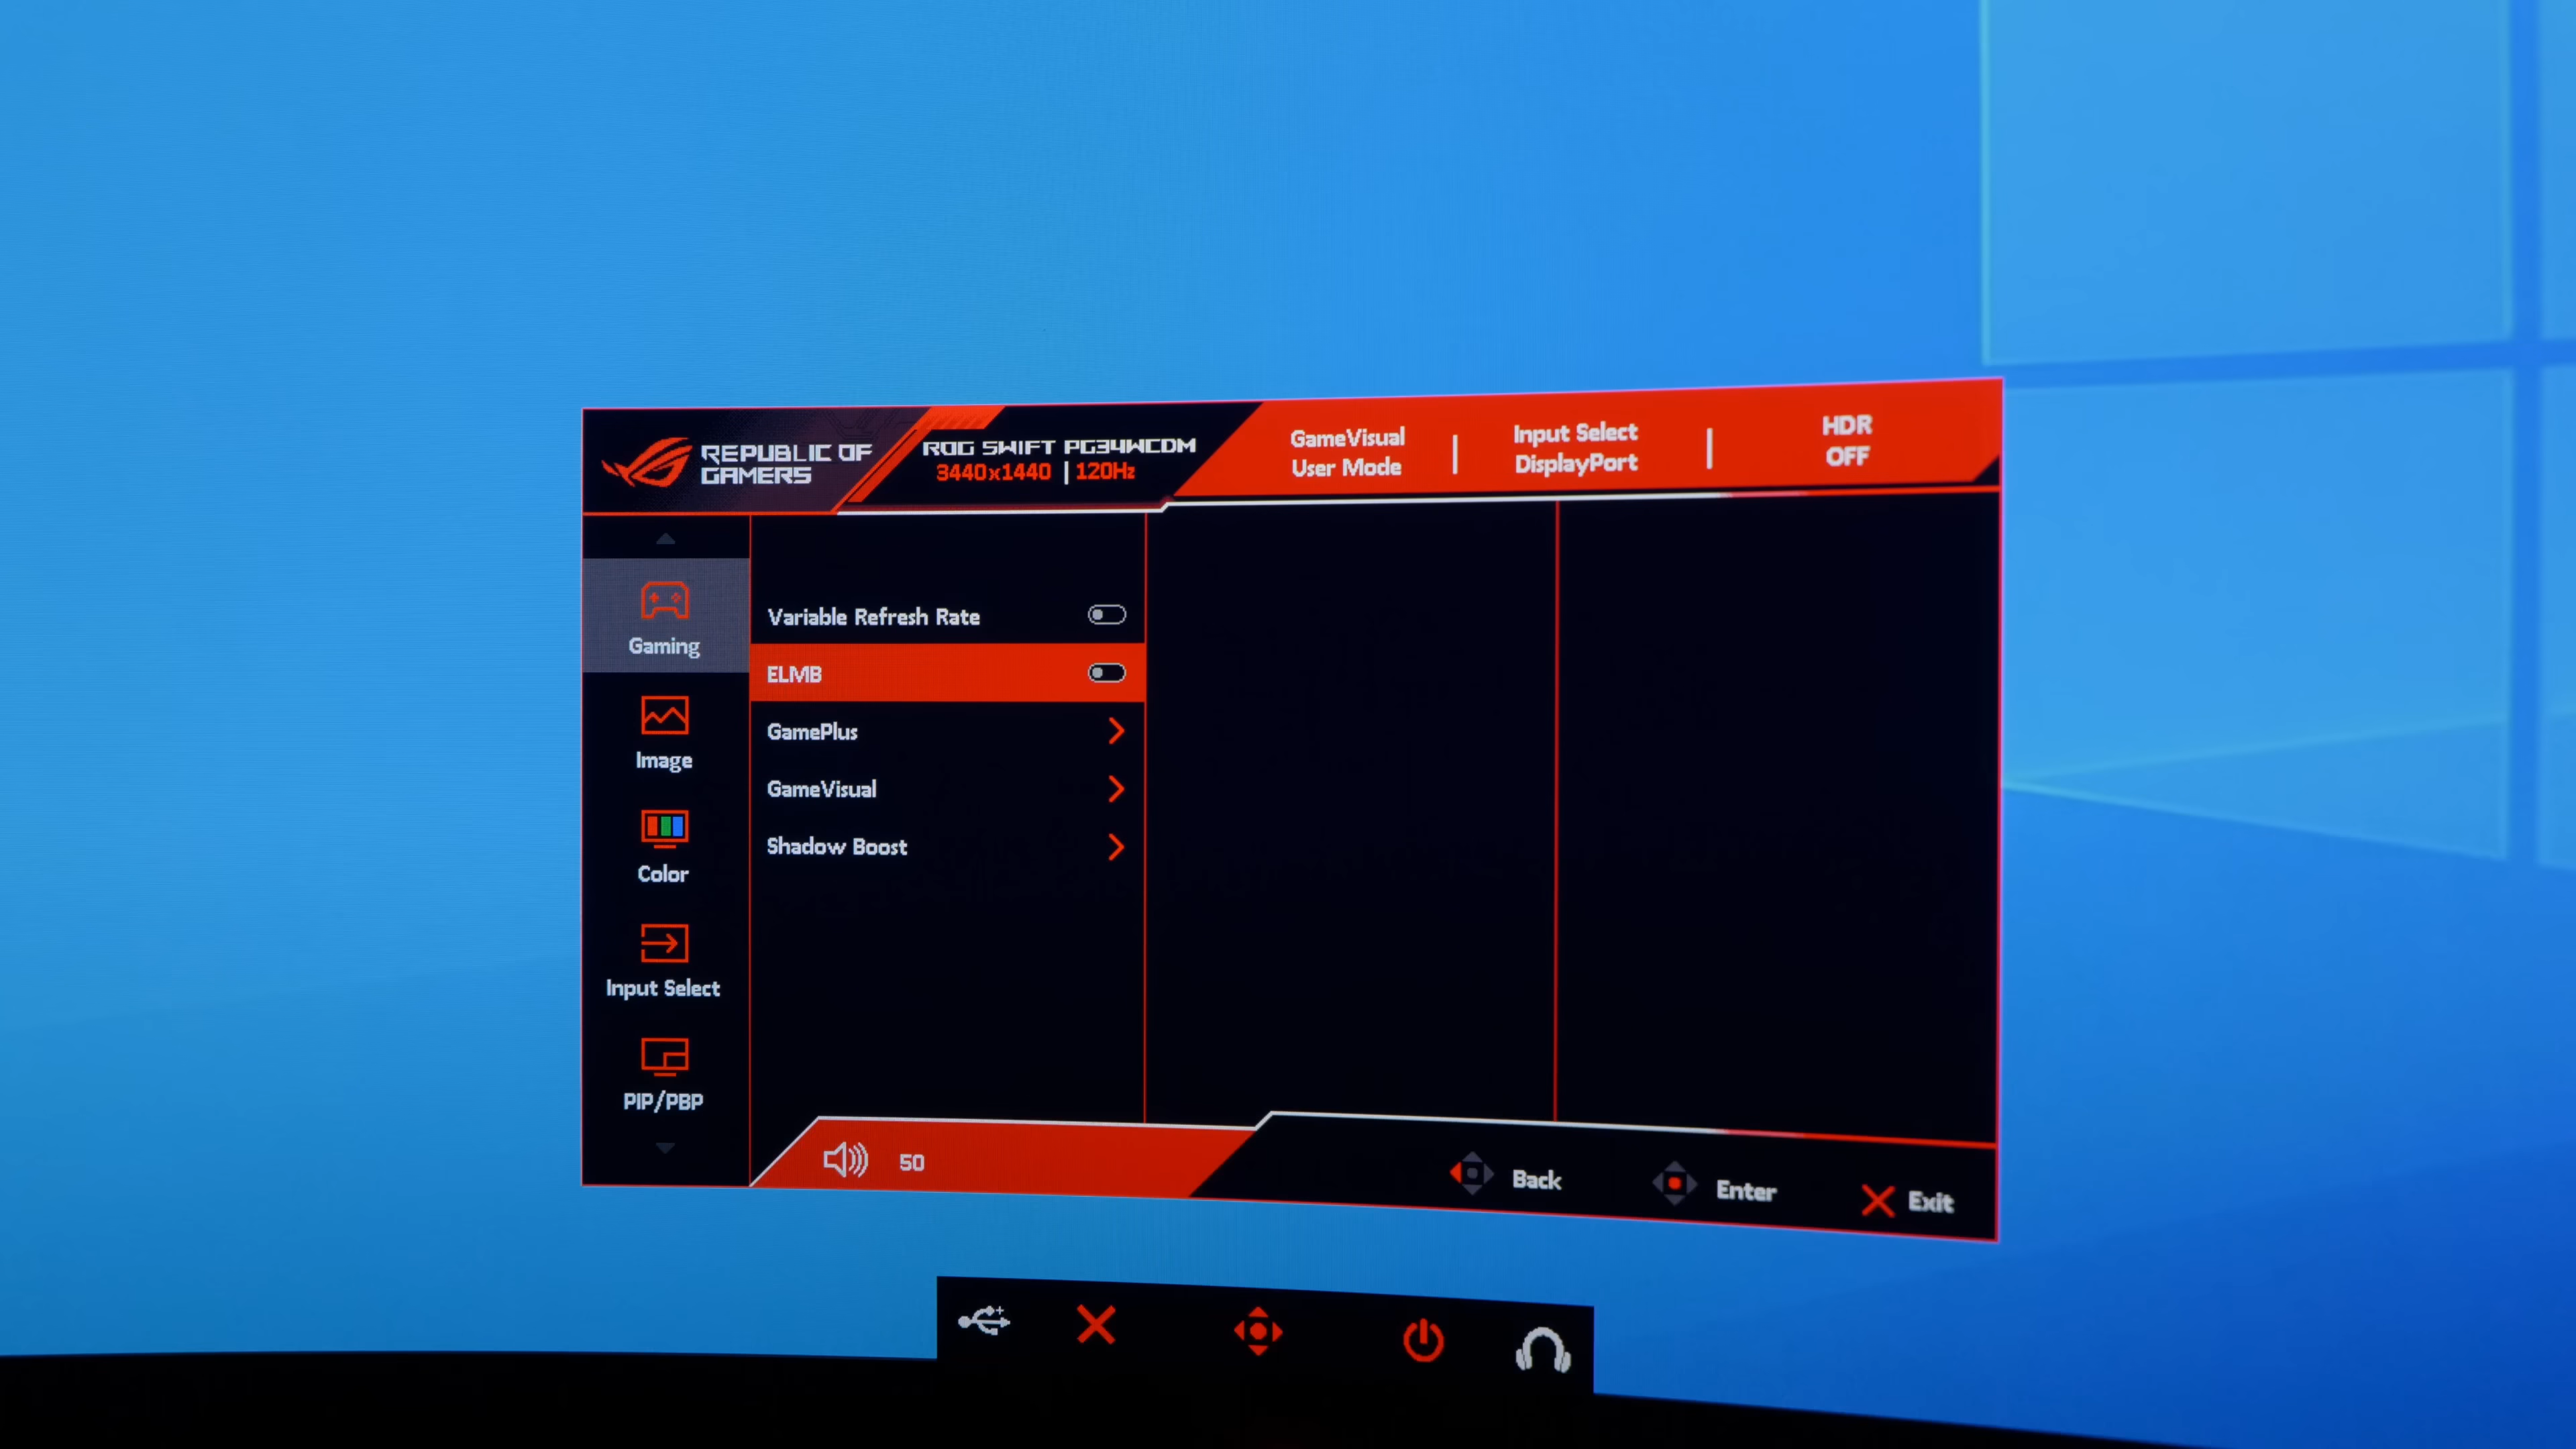 REPUBLIC OF
GAMERS
ROG SWIFT PG34WCDM
3440x1440 | 120Hz
GameVisual
User Mode
Input Select
DisplayPort
HDR
OFF
Gaming
Image
Color
Input Select
PIP/PBP
Variable Refresh Rate
ELMB
GamePlus
GameVisual
Shadow Boost
50
Back
Enter
Exit